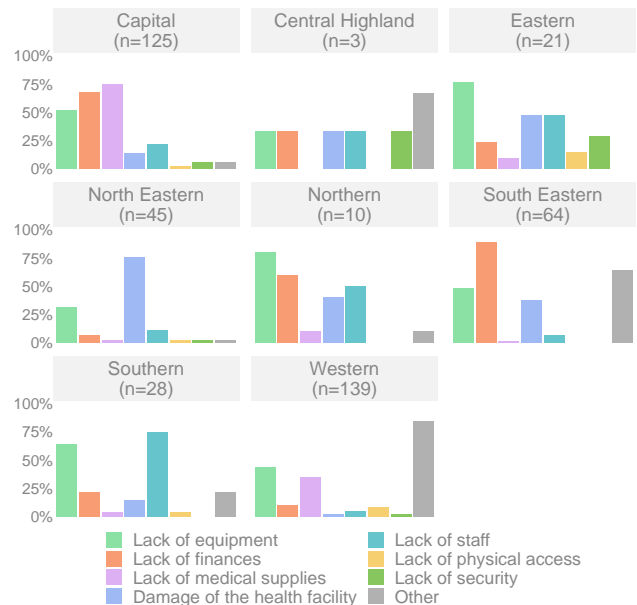 Capital
(n=125)
Central Highland
(n=3)
Eastern
(n=21)
100%
75%
50%
25%
0%
North Eastern
(n=45)
Northern
(n=10)
South Eastern
(n=64)
100%
75%
50%
25%
0%
Southern
(n=28)
Western
(n=139)
100%
75%
50%
25%
0%
Lack of equipment
Lack of finances
Lack of medical supplies
Damage of the health facility
Lack of staff
Lack of physical access
Lack of security
Other